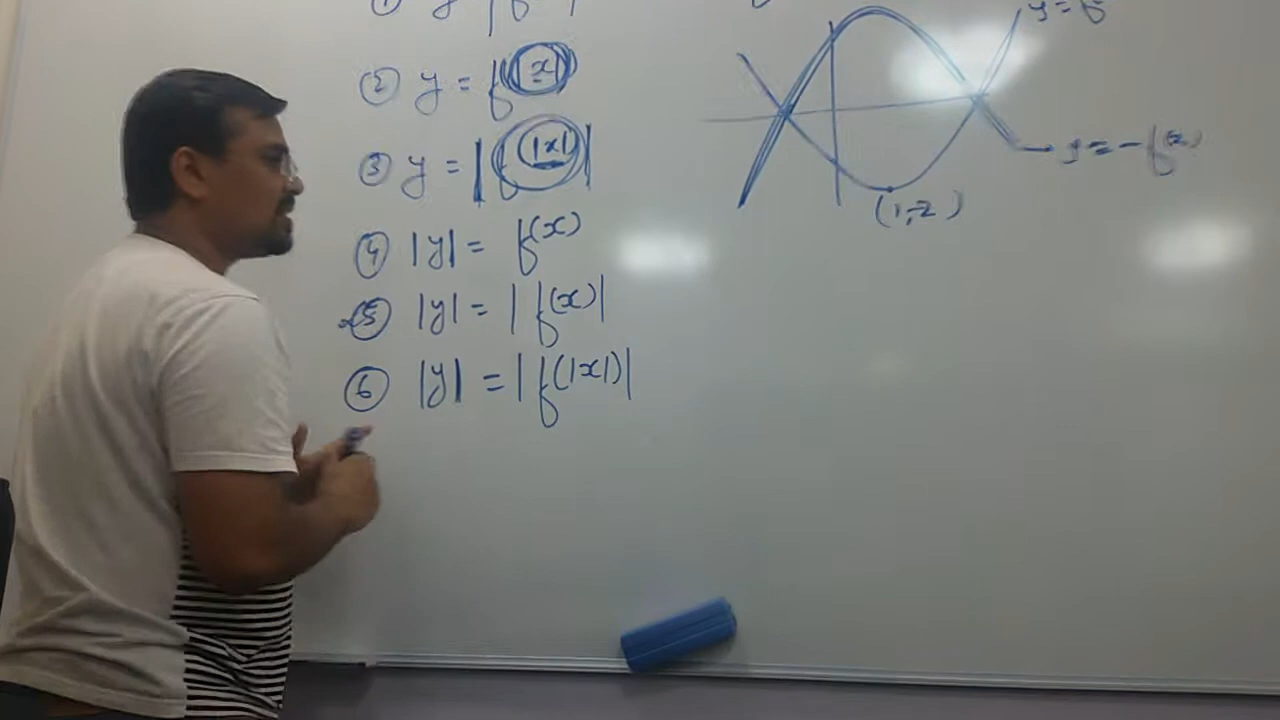 ② y = f(|x|)
③ y = |f(|x|)|
④ |y| = f(x)
⑤ |y| = |f(x)|
⑥ |y| = |f(|x|)|
y = f
y = -f(x)
(1,-2)